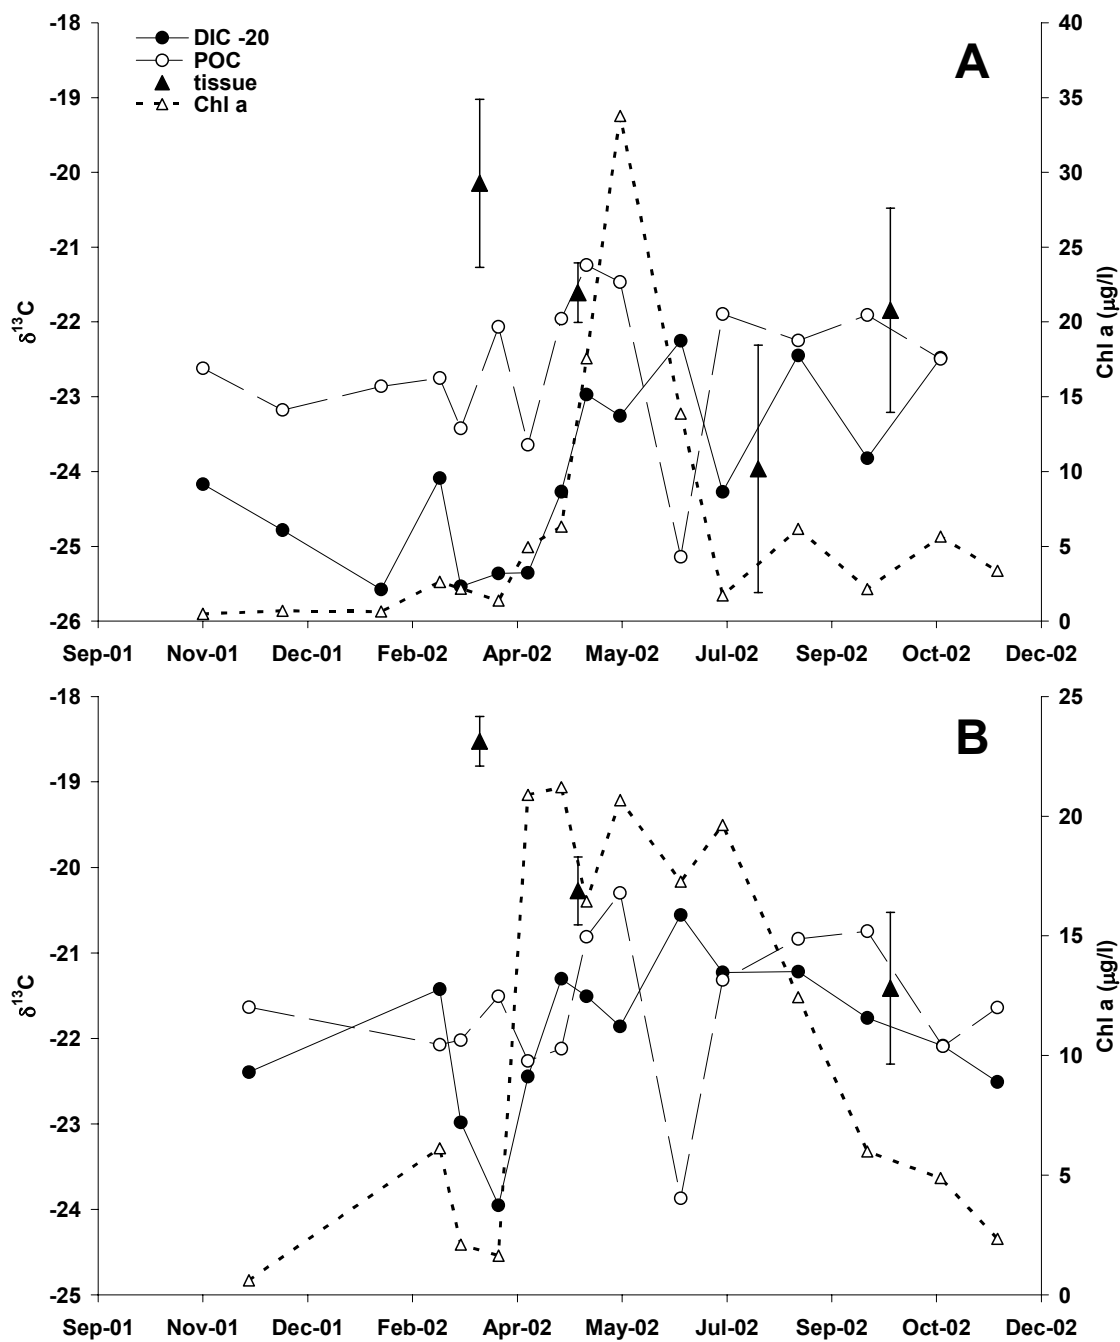 -18
-19
-20
-21
-22
-23
-24
-25
-26
δ13C
DIC -20
POC
tissue
Chl a
A
40
35
30
25
20
15
10
5
0
Chl a (μg/l)
Sep-01 Nov-01 Dec-01 Feb-02 Apr-02 May-02 Jul-02 Sep-02 Oct-02 Dec-02
-18
-19
-20
-21
-22
-23
-24
-25
δ13C
B
25
20
15
10
5
0
Chl a (μg/l)
Sep-01 Nov-01 Dec-01 Feb-02 Apr-02 May-02 Jul-02 Sep-02 Oct-02 Dec-02